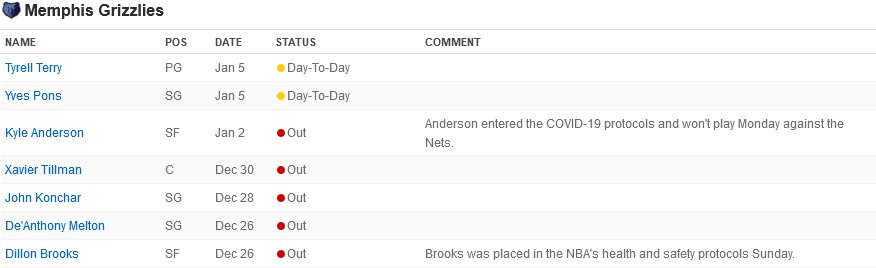 Memphis Grizzlies
NAME POS DATE STATUS COMMENT
Tyrell Terry PG Jan 5 Day-To-Day
Yves Pons SG Jan 5 Day-To-Day
Kyle Anderson SF Jan 2 Out Anderson entered the COVID-19 protocols and won't play Monday against the
Nets.
Xavier Tillman C Dec 30 Out
John Konchar SG Dec 28 Out
De'Anthony Melton SG Dec 26 Out
Dillon Brooks SF Dec 26 Out Brooks was placed in the NBA's health and safety protocols Sunday.